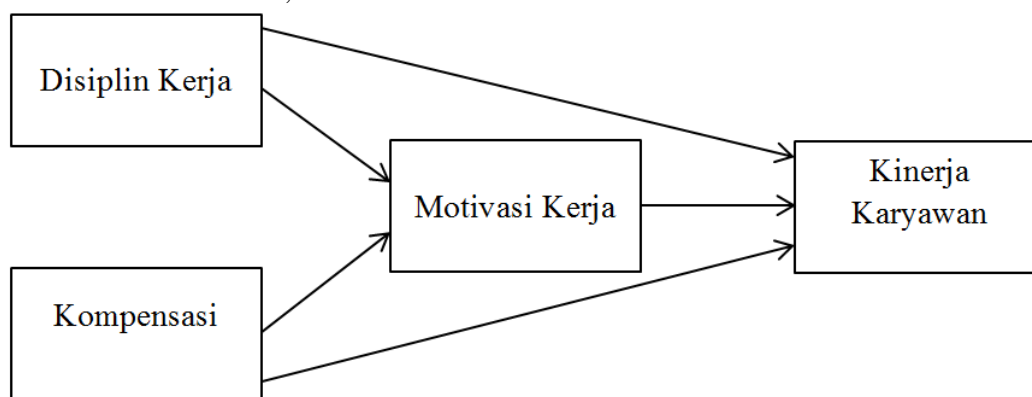 Disiplin Kerja
Motivasi Kerja
Kinerja
Karyawan
Kompensasi